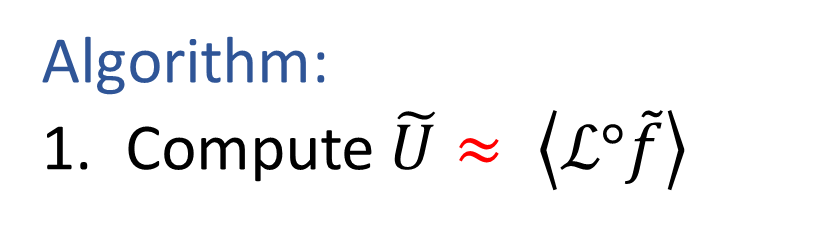 Algorithm:
1. Compute Ũ ≈ ⟨ℒ∘f̃⟩